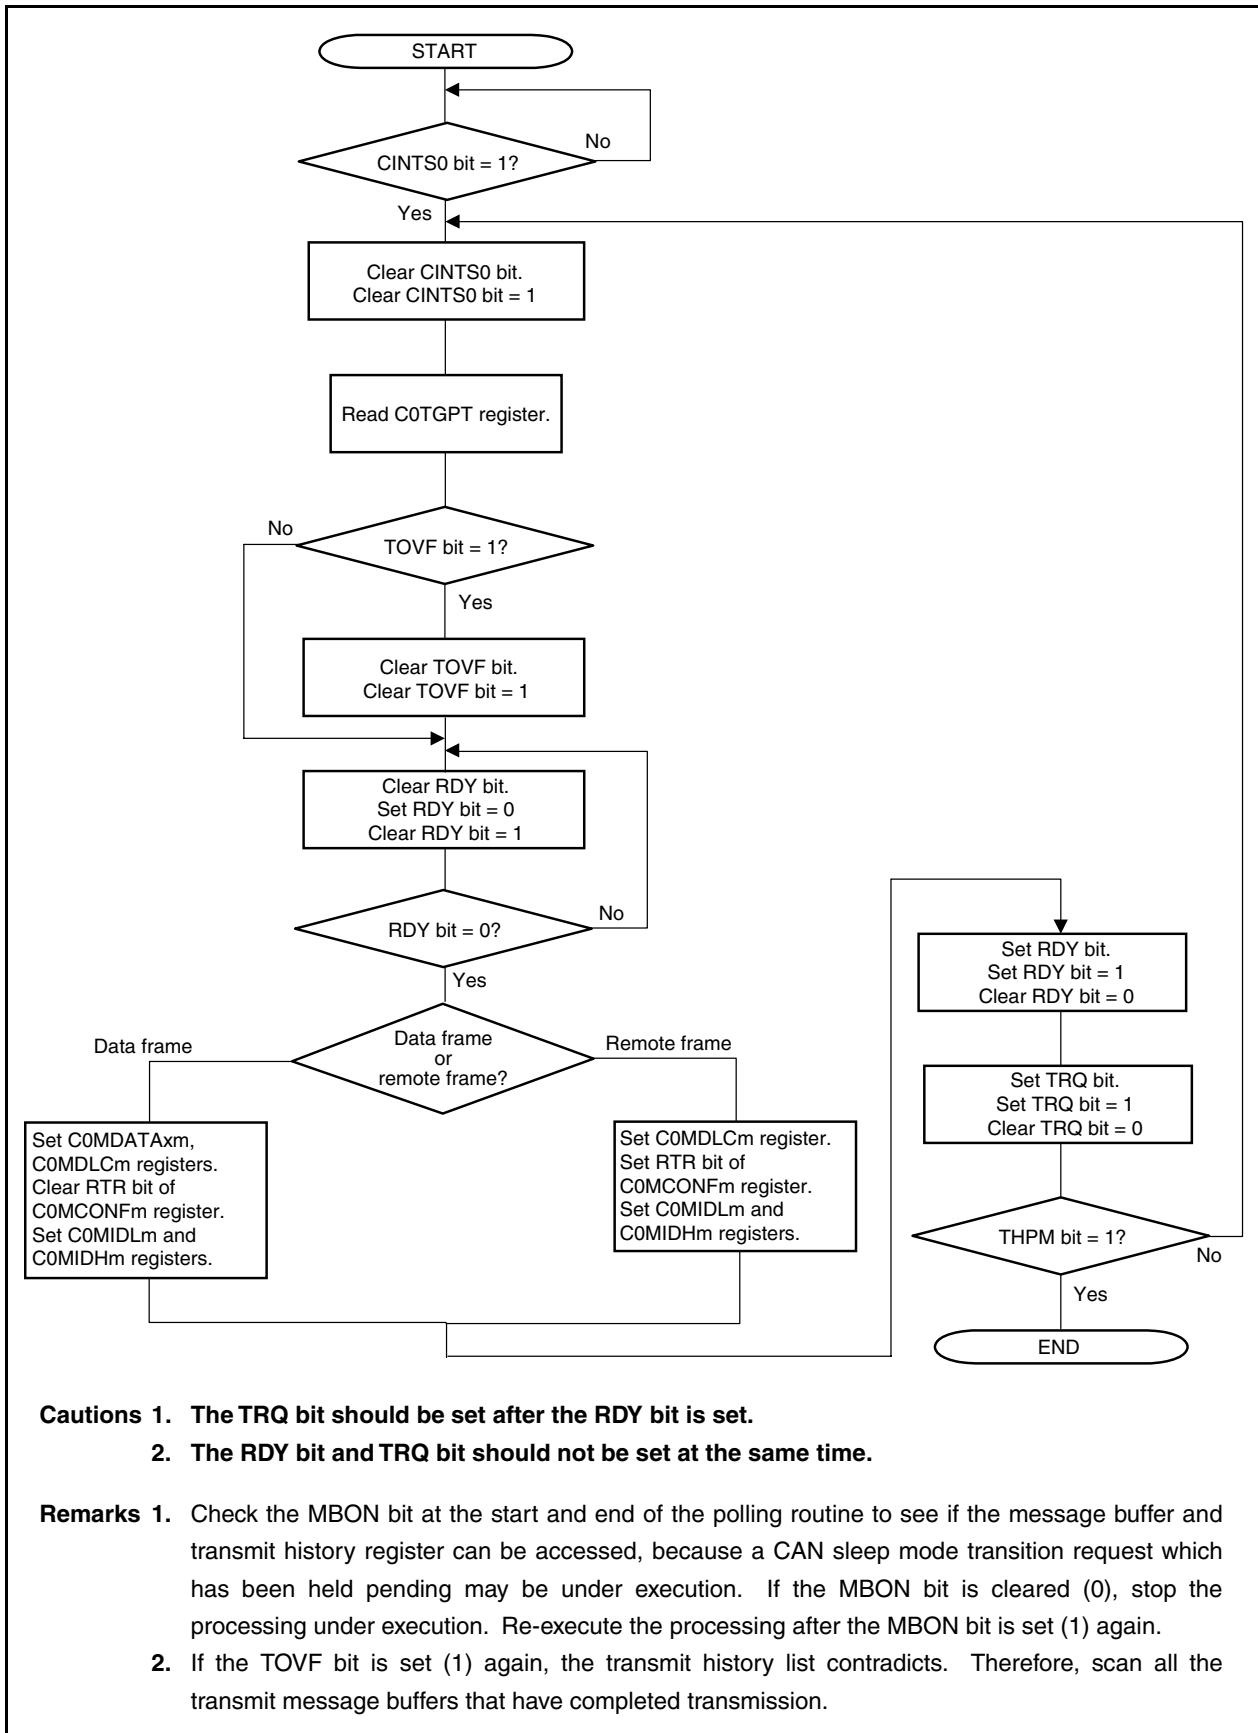 START
No
CINTS0 bit = 1?
Yes
Clear CINTS0 bit.
Clear CINTS0 bit = 1
Read C0TGPT register.
No
TOVF bit = 1?
Yes
Clear TOVF bit.
Clear TOVF bit = 1
Clear RDY bit.
Set RDY bit = 0
Clear RDY bit = 1
No
RDY bit = 0?
Yes
Data frame
Data frame
or
remote frame?
Remote frame
Set C0MDATAxm,
C0MDLCm registers.
Clear RTR bit of
C0MCONFm register.
Set C0MIDLm and
C0MIDHm registers.
Set C0MDLCm register.
Set RTR bit of
C0MCONFm register.
Set C0MIDLm and
C0MIDHm registers.
Set RDY bit.
Set RDY bit = 1
Clear RDY bit = 0
Set TRQ bit.
Set TRQ bit = 1
Clear TRQ bit = 0
THPM bit = 1?
No
Yes
END
Cautions 1. The TRQ bit should be set after the RDY bit is set.
2. The RDY bit and TRQ bit should not be set at the same time.
Remarks 1. Check the MBON bit at the start and end of the polling routine to see if the message buffer and
transmit history register can be accessed, because a CAN sleep mode transition request which
has been held pending may be under execution. If the MBON bit is cleared (0), stop the
processing under execution. Re-execute the processing after the MBON bit is set (1) again.
2. If the TOVF bit is set (1) again, the transmit history list contradicts. Therefore, scan all the
transmit message buffers that have completed transmission.